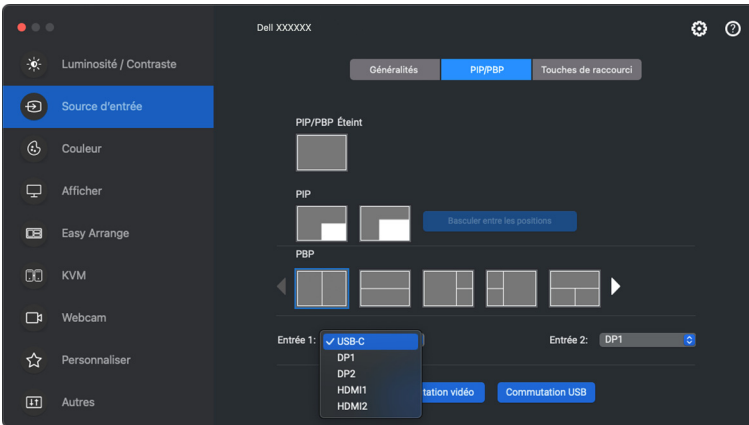 Dell XXXXXX
Luminosité / Contraste
Source d'entrée
Couleur
Afficher
Easy Arrange
KVM
Webcam
Personnaliser
Autres
Généralités PIP/PBP Touches de raccourci
PIP/PBP Éteint
PIP
Basculer entre les positions
PBP
Entrée 1: USB-C Entrée 2: DP1
DP1
DP2
HDMI1
HDMI2
vidéo Commutation USB